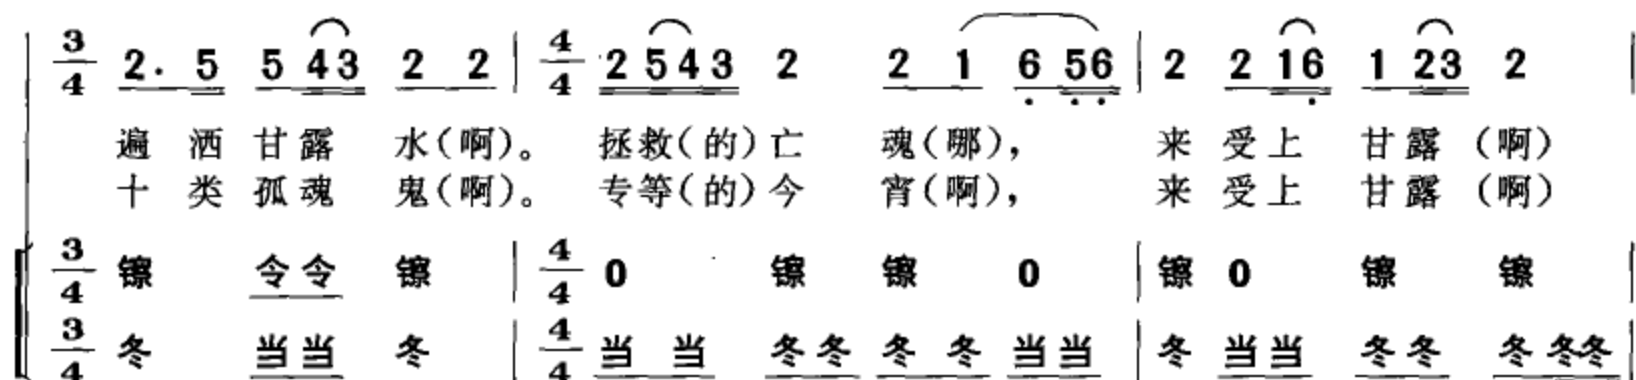 3/4 2. 5 5 43 2 2 | 4/4 2543 2 2 1 6 56 | 2 2 16 1 23 2 |
遍 洒 甘露 水(啊)。 拯救(的)亡 魂(哪), 来 受上 甘露 (啊)
十 类 孤魂 鬼(啊)。 专等(的)今 宵(啊), 来 受上 甘露 (啊)
3/4 镲 令令 镲 | 4/4 0 镲 镲 0 | 镲 0 镲 镲 |
3/4 冬 当当 冬 | 4/4 当 当 冬冬 冬 冬 当当 | 冬 当当 冬冬 冬 冬冬 |